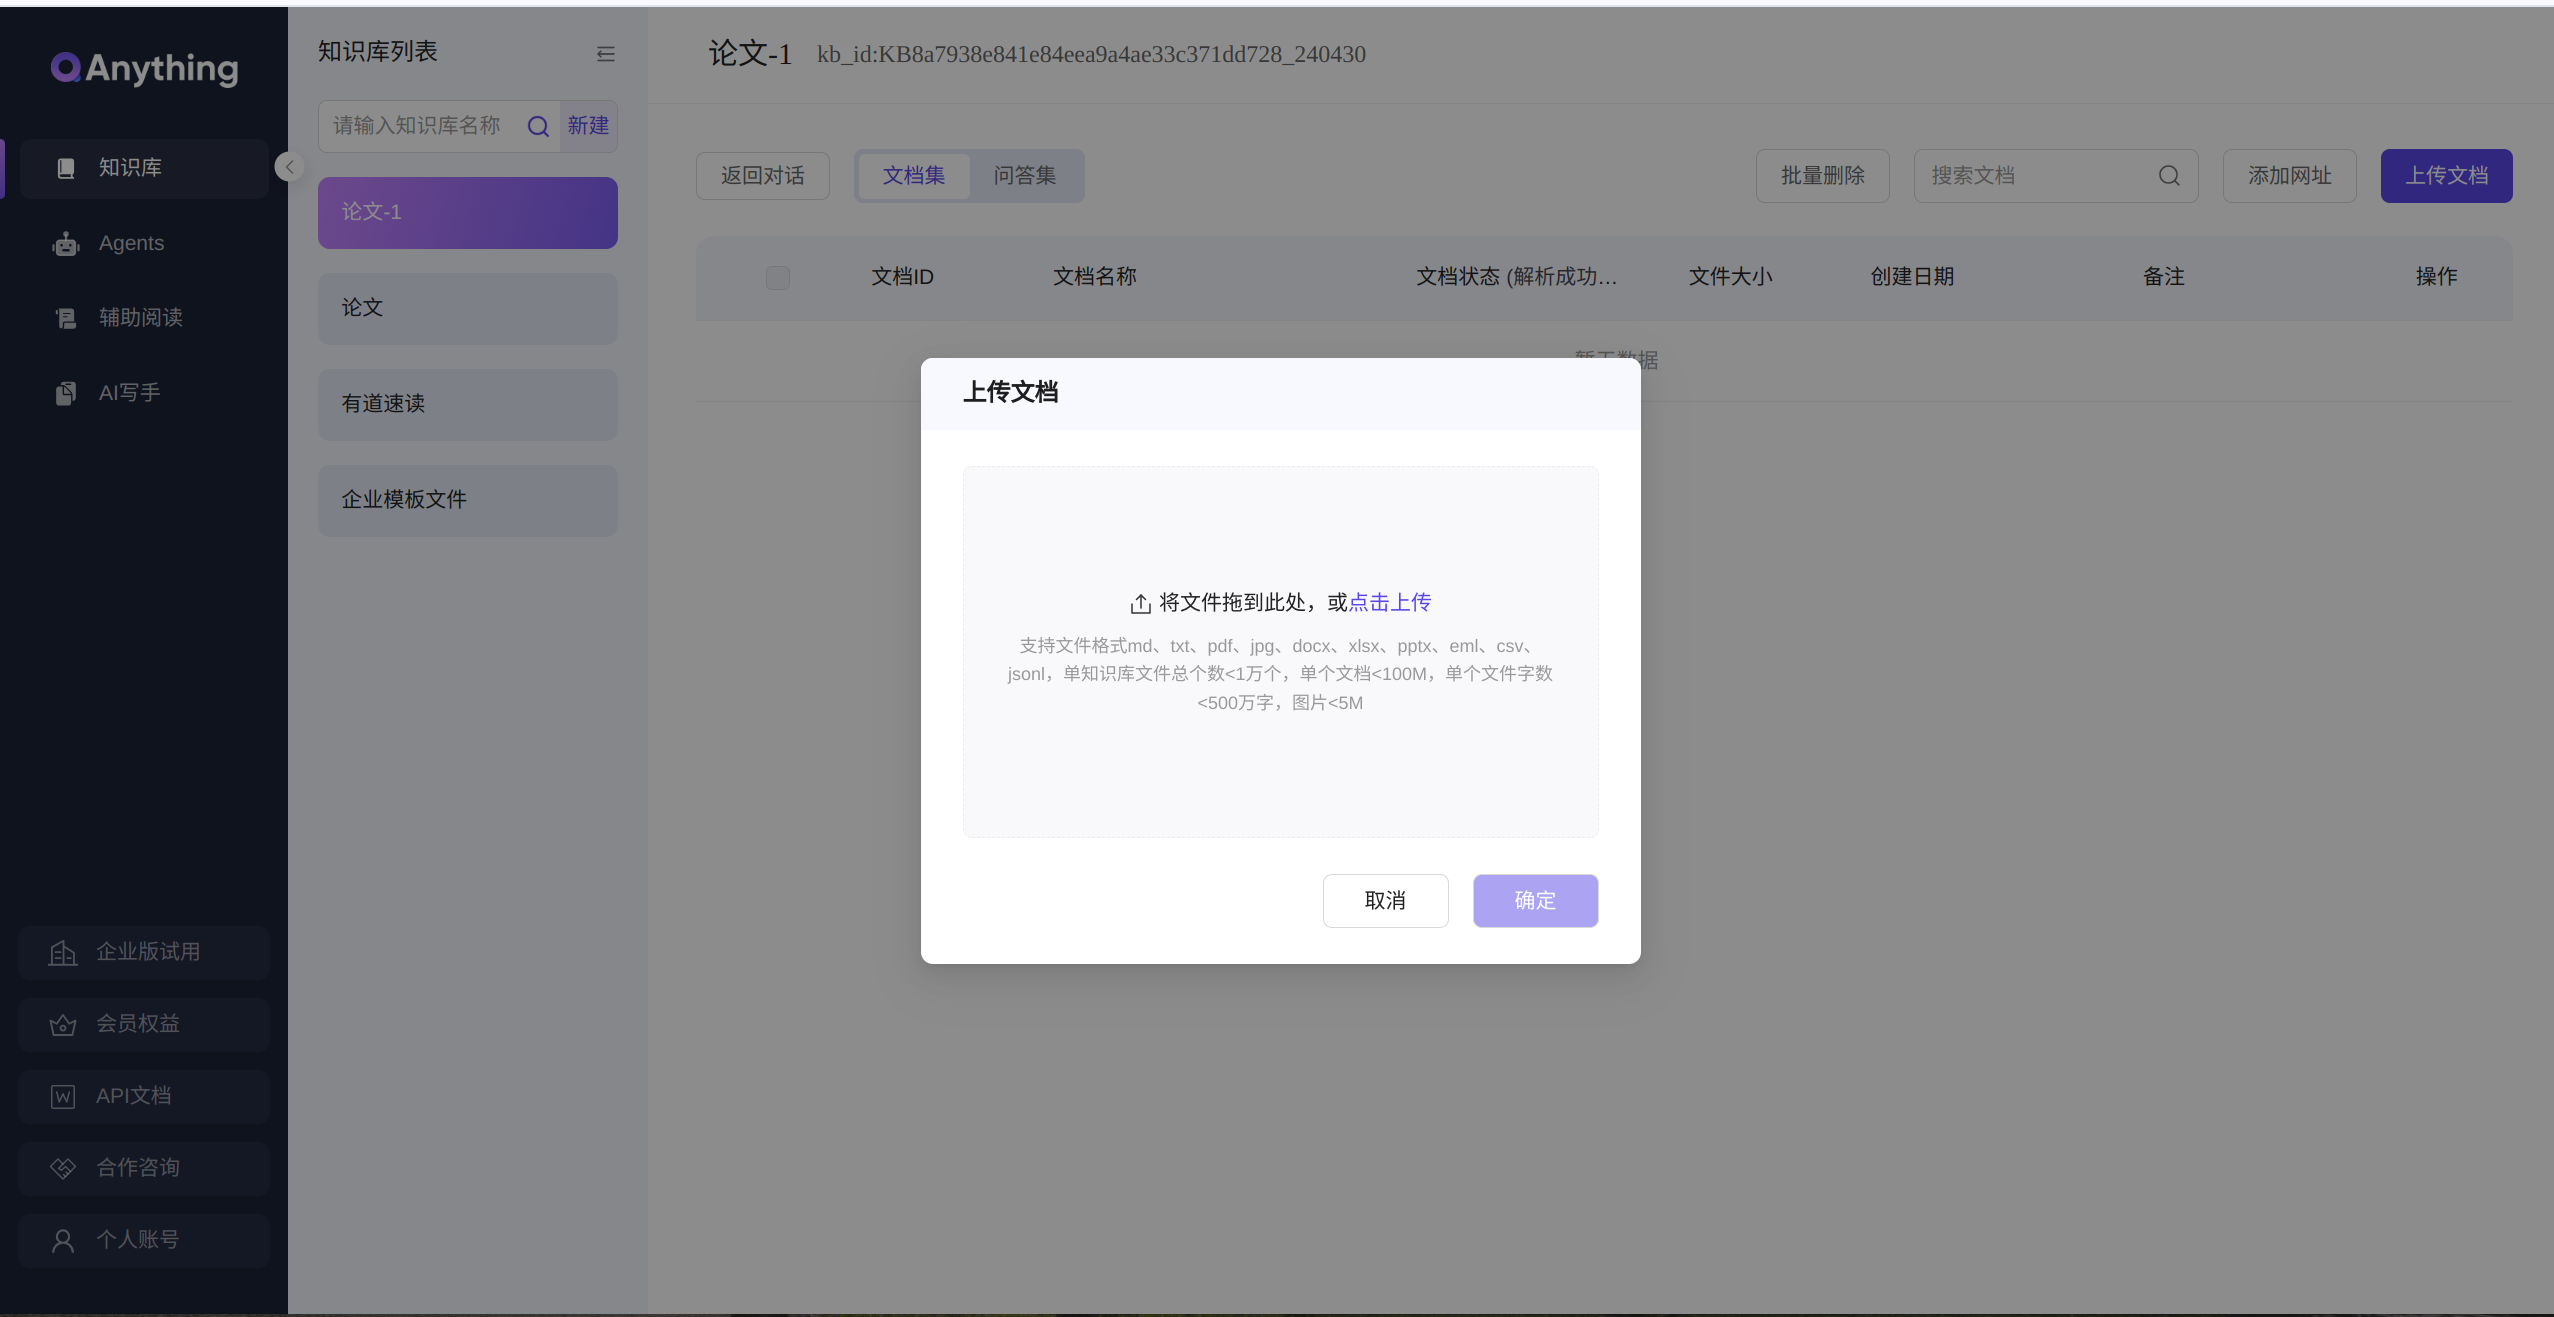 QAnything
知识库
Agents
辅助阅读
AI写手
企业版试用
会员权益
API文档
合作咨询
个人账号
知识库列表
请输入知识库名称
新建
论文-1
论文
有道速读
企业模板文件
论文-1 kb_id:KB8a7938e841e84eea9a4ae33c371dd728_240430
返回对话
文档集
问答集
批量删除
搜索文档
添加网址
上传文档
文档ID
文档名称
文档状态 (解析成功…
文件大小
创建日期
备注
操作
暂无数据
上传文档
将文件拖到此处，或点击上传
支持文件格式md、txt、pdf、jpg、docx、xlsx、pptx、eml、csv、
jsonl，单知识库文件总个数<1万个，单个文档<100M，单个文件字数
<500万字，图片<5M
取消
确定